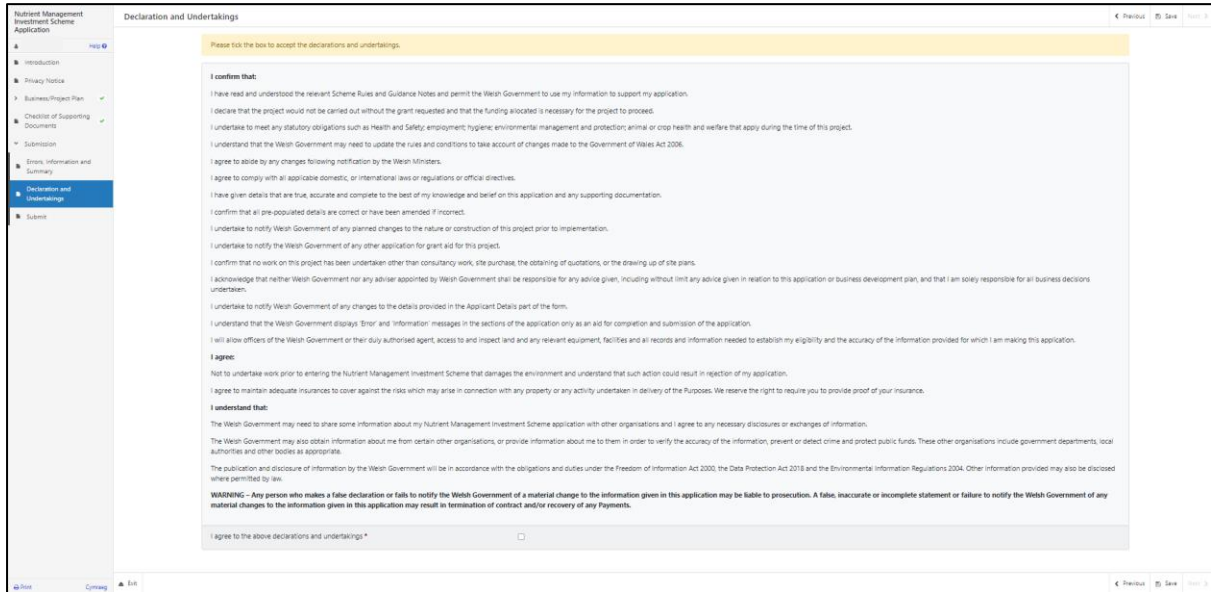 Nutrient Management
Investment Scheme
Application
Help
Introduction
Privacy Notice
Business/Project Plan
Checklist of Supporting
Documents
Submission
Errors, Information and
Summary
Declaration and
Undertakings
Submit
Print
Cymraeg
Declaration and Undertakings
Previous
Save
Next
Please tick the box to accept the declarations and undertakings.
I confirm that:
I have read and understood the relevant Scheme Rules and Guidance Notes and permit the Welsh Government to use my information to support my application.
I declare that the project would not be carried out without the grant requested and that the funding allocated is necessary for the project to proceed.
I undertake to meet any statutory obligations such as Health and Safety; employment; hygiene; environmental management and protection; animal or crop health and welfare that apply during the time of this project.
I understand that the Welsh Government may need to update the rules and conditions to take account of changes made to the Government of Wales Act 2006.
I agree to abide by any changes following notification by the Welsh Ministers.
I agree to comply with all applicable domestic, or international laws or regulations or official directives.
I have given details that are true, accurate and complete to the best of my knowledge and belief on this application and any supporting documentation.
I confirm that all pre-populated details are correct or have been amended if incorrect.
I undertake to notify Welsh Government of any planned changes to the nature or construction of this project prior to implementation.
I undertake to notify the Welsh Government of any other application for grant aid for this project.
I confirm that no work on this project has been undertaken other than consultancy work, site purchase, the obtaining of quotations, or the drawing up of site plans.
I acknowledge that neither Welsh Government nor any adviser appointed by Welsh Government shall be responsible for any advice given, including without limit any advice given in relation to this application or business development plan, and that I am solely responsible for all business decisions
undertaken.
I undertake to notify Welsh Government of any changes to the details provided in the Applicant Details part of the form.
I understand that the Welsh Government displays 'Error' and 'Information' messages in the sections of the application only as an aid for completion and submission of the application.
I will allow officers of the Welsh Government or their duly authorised agent, access to and inspect land and any relevant equipment, facilities and all records and information needed to establish my eligibility and the accuracy of the information provided for which I am making this application.
I agree:
Not to undertake work prior to entering the Nutrient Management Investment Scheme that damages the environment and understand that such action could result in rejection of my application.
I agree to maintain adequate insurances to cover against the risks which may arise in connection with any property or any activity undertaken in delivery of the Purposes. We reserve the right to require you to provide proof of your insurance.
I understand that:
The Welsh Government may need to share some information about my Nutrient Management Investment Scheme application with other organisations and I agree to any necessary disclosures or exchanges of information.
The Welsh Government may also obtain information about me from certain other organisations, or provide information about me to them in order to verify the accuracy of the information, prevent or detect crime and protect public funds. These other organisations include government departments, local
authorities and other bodies as appropriate.
The publication and disclosure of information by the Welsh Government will be in accordance with the obligations and duties under the Freedom of Information Act 2000, the Data Protection Act 2018 and the Environmental Information Regulations 2004. Other information provided may also be disclosed
where permitted by law.
WARNING – Any person who makes a false declaration or fails to notify the Welsh Government of a material change to the information given in this application may be liable to prosecution. A false, inaccurate or incomplete statement or failure to notify the Welsh Government of any
material changes to the information given in this application may result in termination of contract and/or recovery of any Payments.
I agree to the above declarations and undertakings *
Exit
Previous
Save
Next